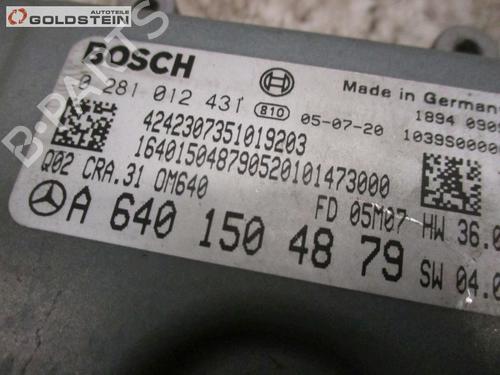 AUTOTEILE
GOLDSTEIN
B-PARTS
BOSCH
0 281 012 431 810 05-07-20
Made in German
1894 090
4242307351019203
1039S0000
164015048790520101473000
Q02 CRA.31 OM640
FD 05M07 HW 36.0
A 640 150 48 79 SW 04.0